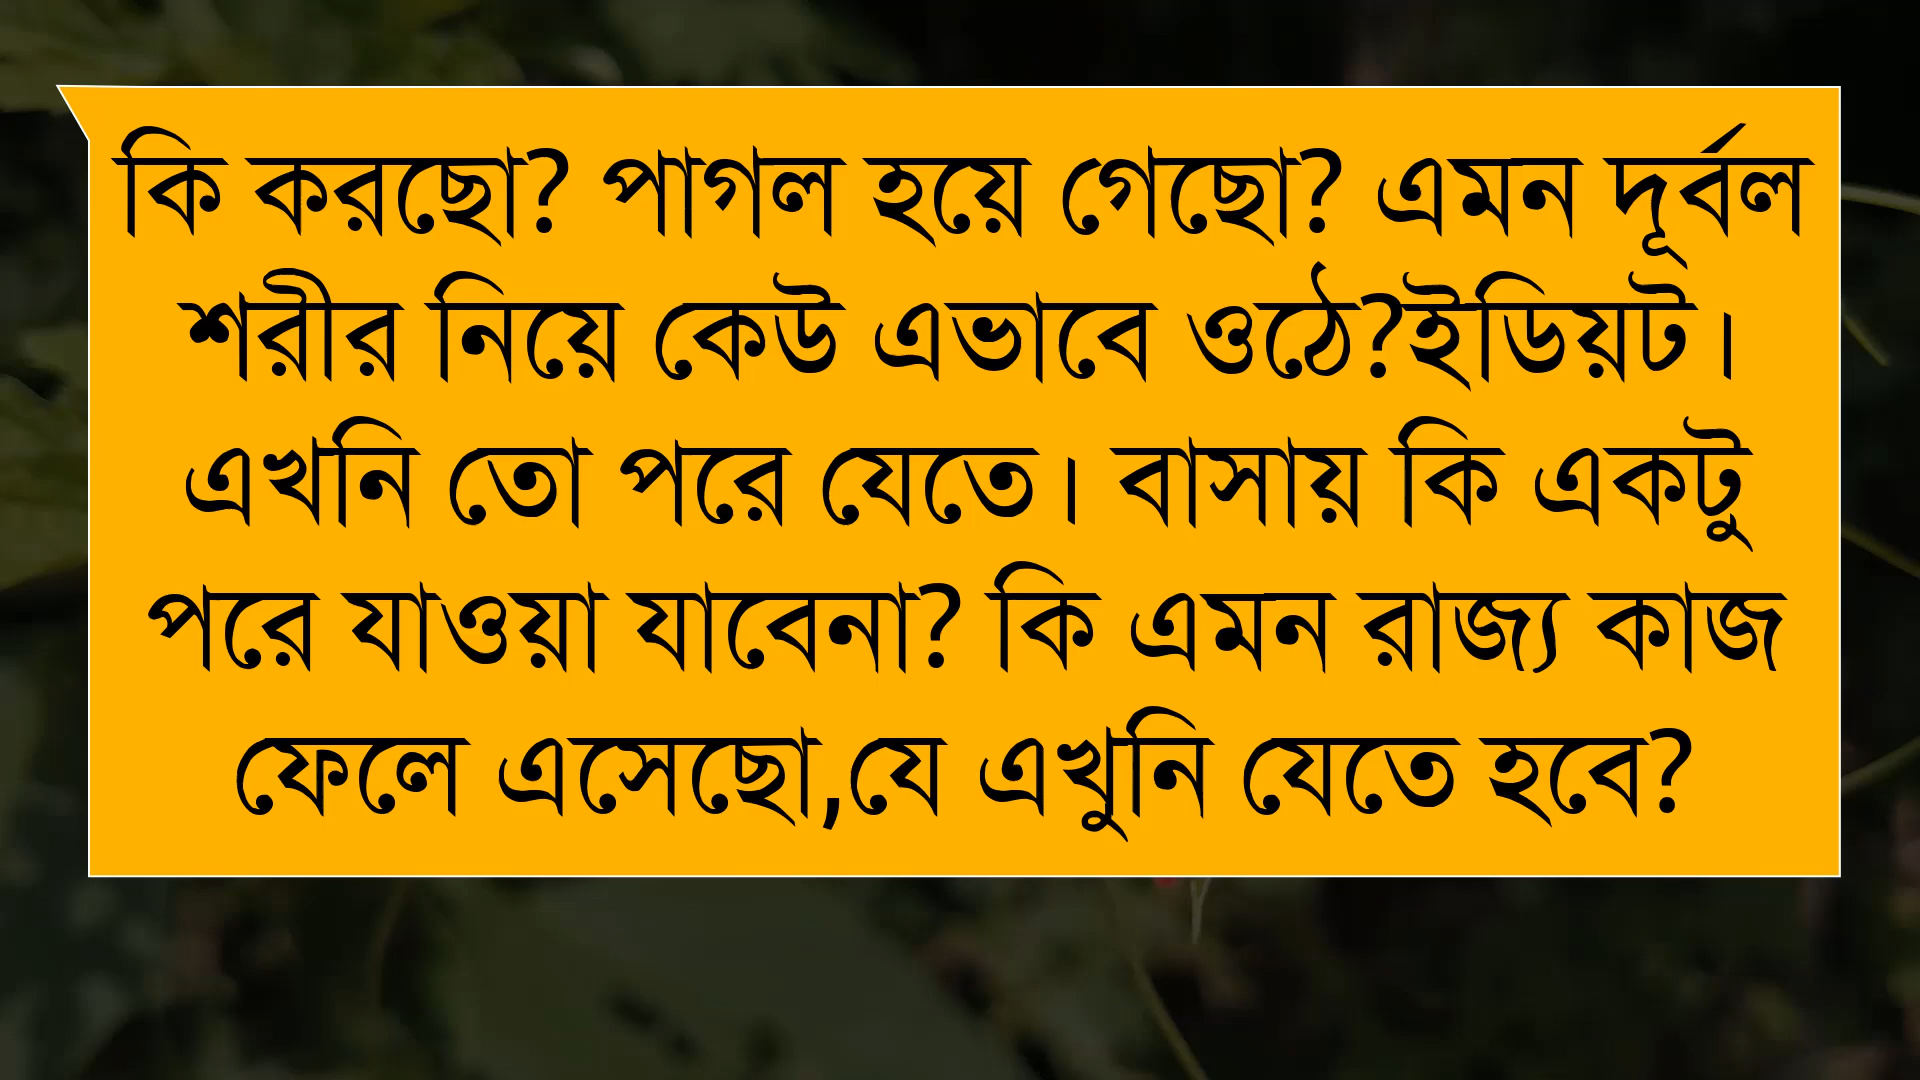 কি করছো? পাগল হয়ে গেছো? এমন দূর্বল
শরীর নিয়ে কেউ এভাবে ওঠে?ইডিয়ট।
এখনি তো পরে যেতে। বাসায় কি একটু
পরে যাওয়া যাবেনা? কি এমন রাজ্য কাজ
ফেলে এসেছো,যে এখুনি যেতে হবে?